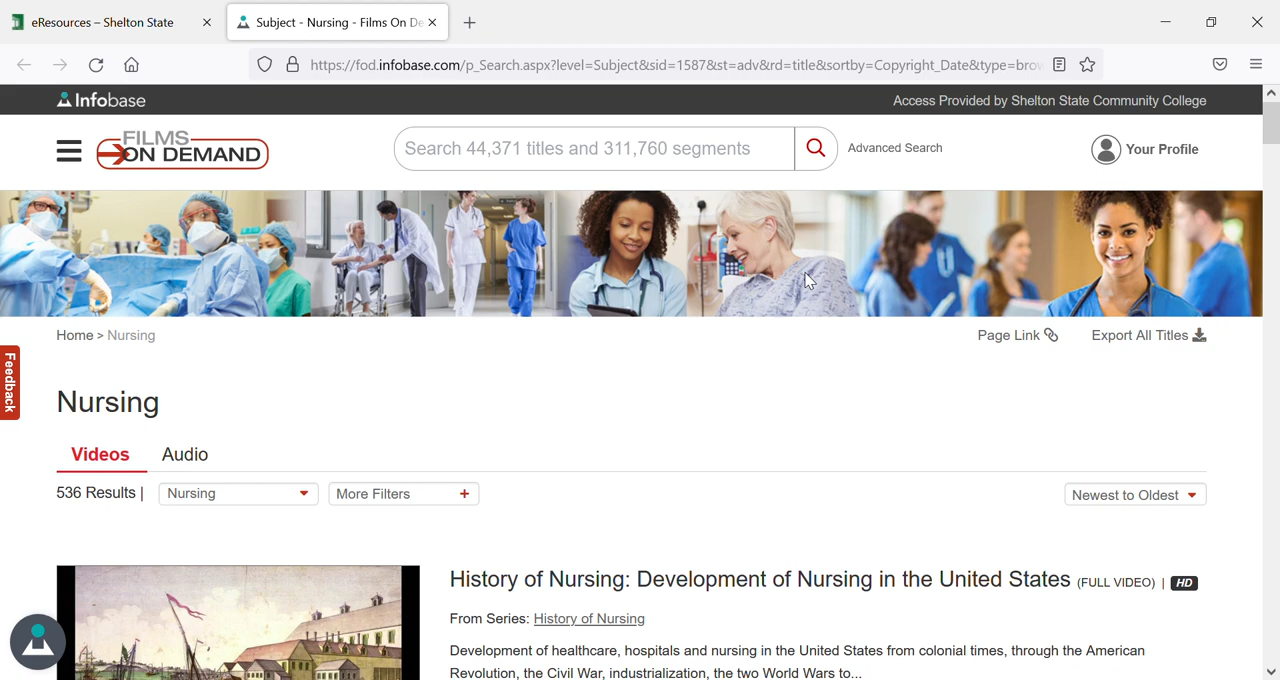 eResources – Shelton State
Subject - Nursing - Films On De
https://fod.infobase.com/p_Search.aspx?level=Subject&sid=1587&st=adv&rd=title&sortby=Copyright_Date&type=brow
Infobase
Access Provided by Shelton State Community College
FILMS
ON DEMAND
Search 44,371 titles and 311,760 segments
Advanced Search
Your Profile
Home > Nursing
Page Link
Export All Titles
Feedback
Nursing
Videos
Audio
536 Results |
Nursing
More Filters +
Newest to Oldest
History of Nursing: Development of Nursing in the United States (FULL VIDEO) | HD
From Series: History of Nursing
Development of healthcare, hospitals and nursing in the United States from colonial times, through the American
Revolution, the Civil War, industrialization, the two World Wars to...